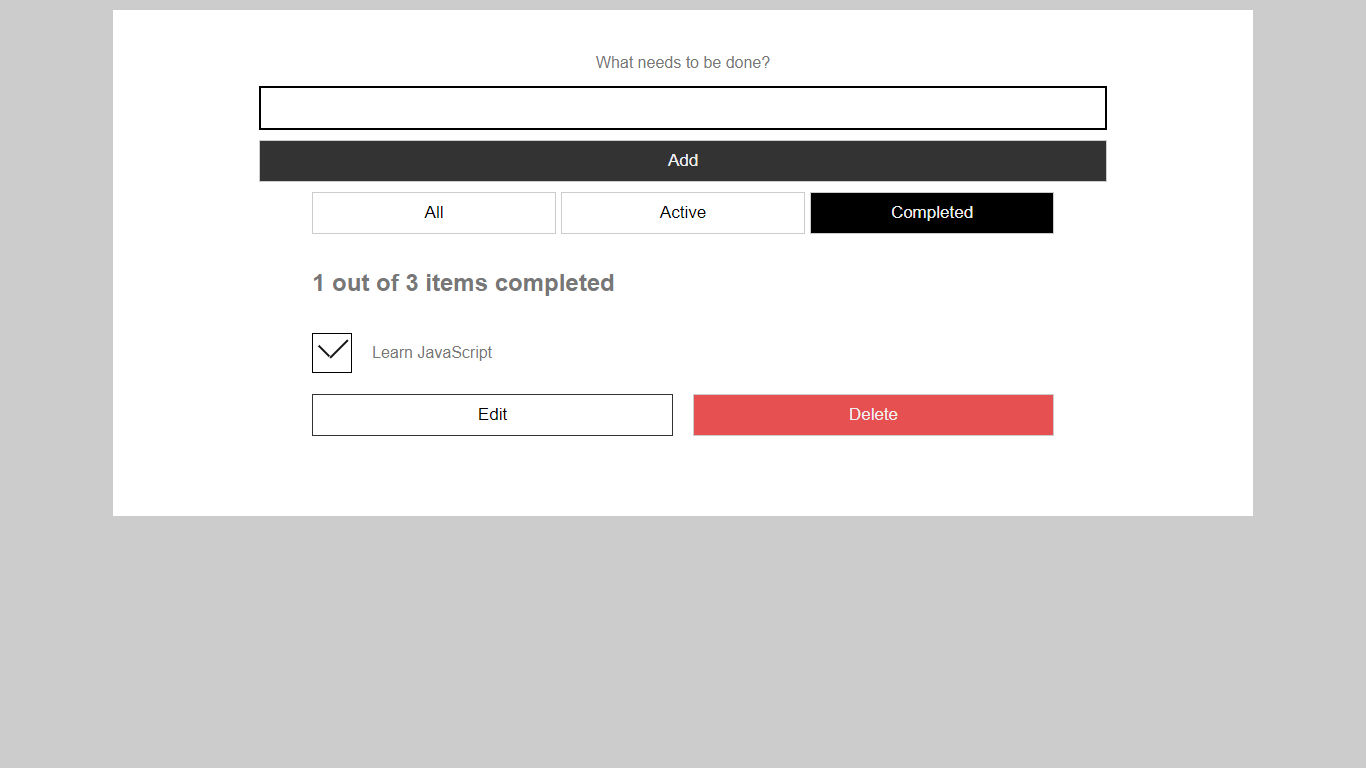 What needs to be done?
Add
All
Active
Completed
1 out of 3 items completed
Learn JavaScript
Edit
Delete